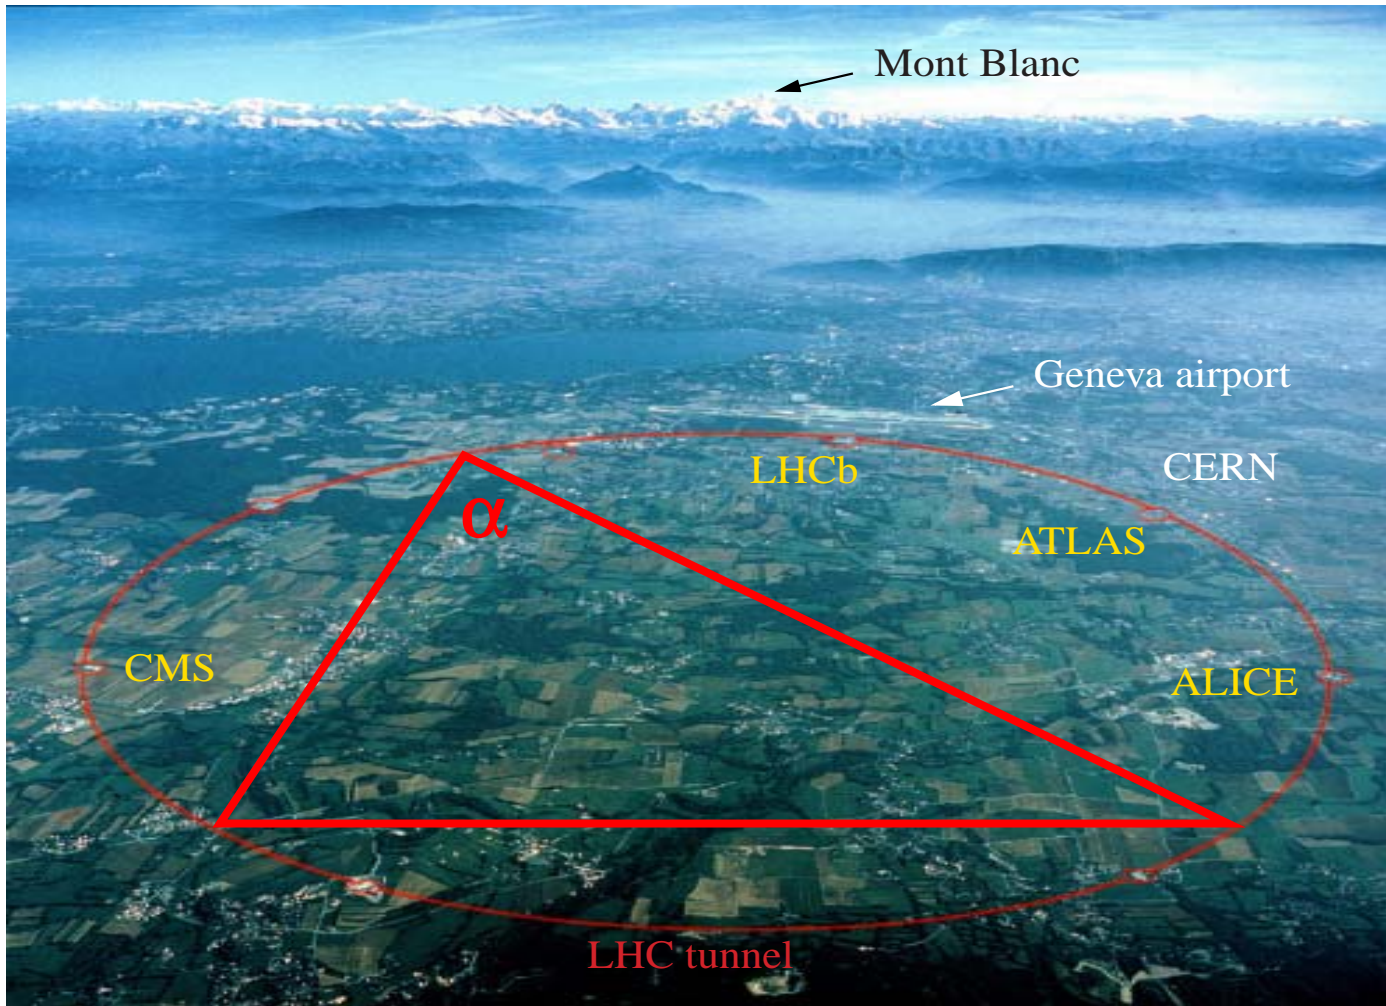 Mont Blanc
Geneva airport
LHCb
CERN
α
ATLAS
CMS
ALICE
LHC tunnel